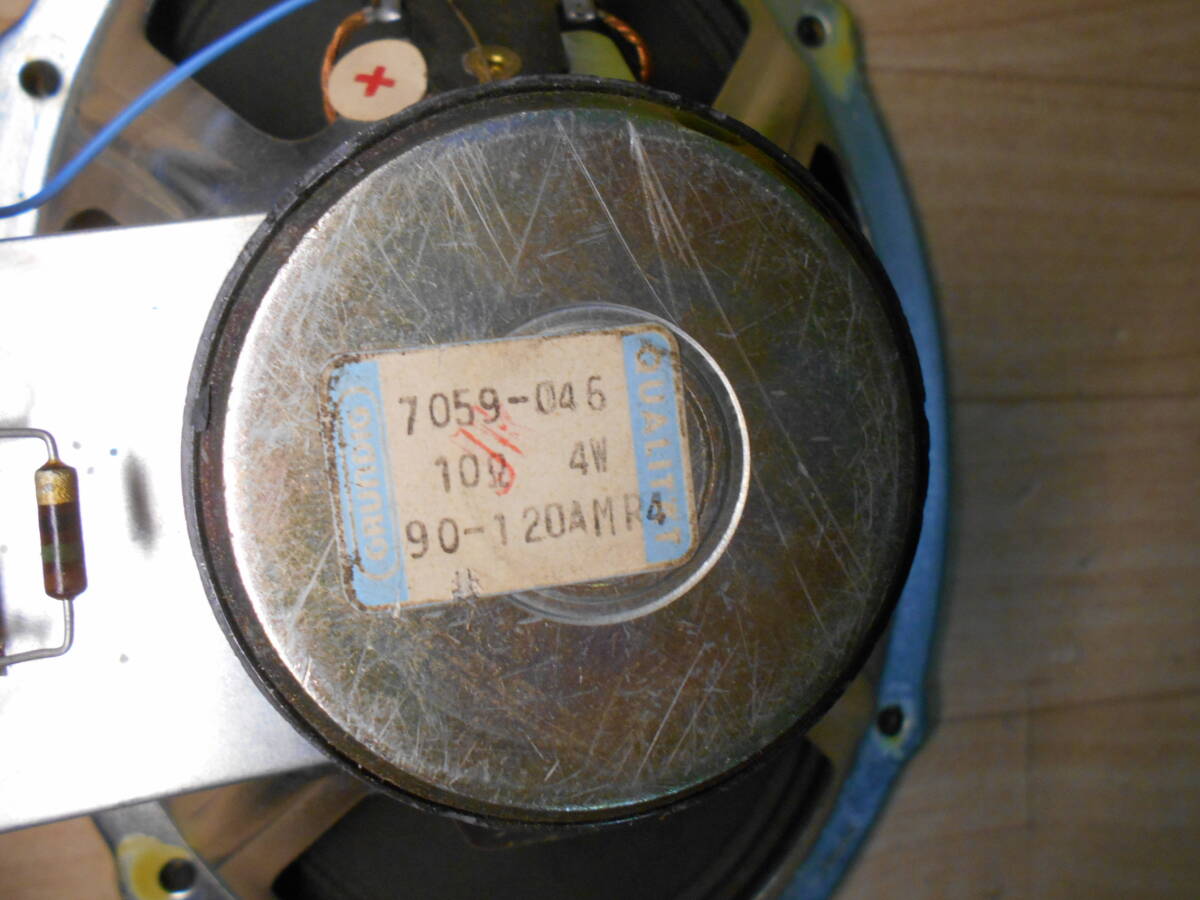 GRUNDIG
7059-046
10Ω 4W
90-120AMR4
QUALITÄT